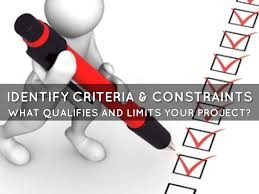 IDENTIFY CRITERIA & CONSTRAINTS
WHAT QUALIFIES AND LIMITS YOUR PROJECT?